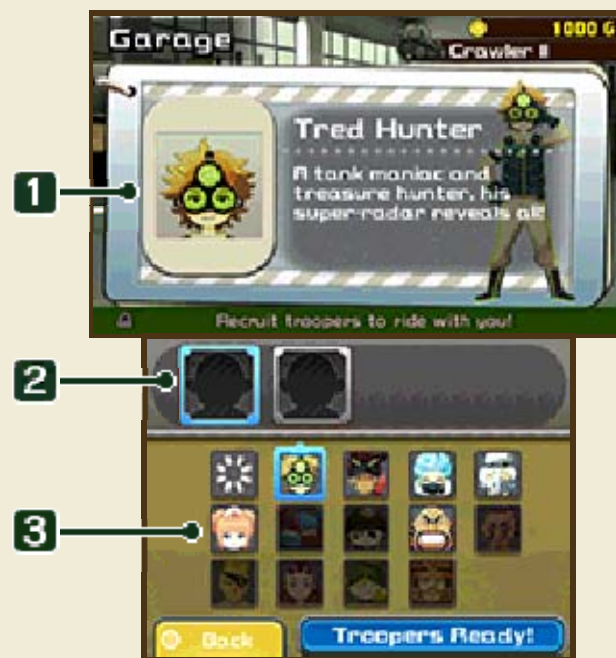 Garage
1000 G
Crawler II
Tred Hunter
A tank maniac and
treasure hunter, his
super-radar reveals all!
1
Recruit troopers to ride with you!
2
3
Back
Troopers Ready!